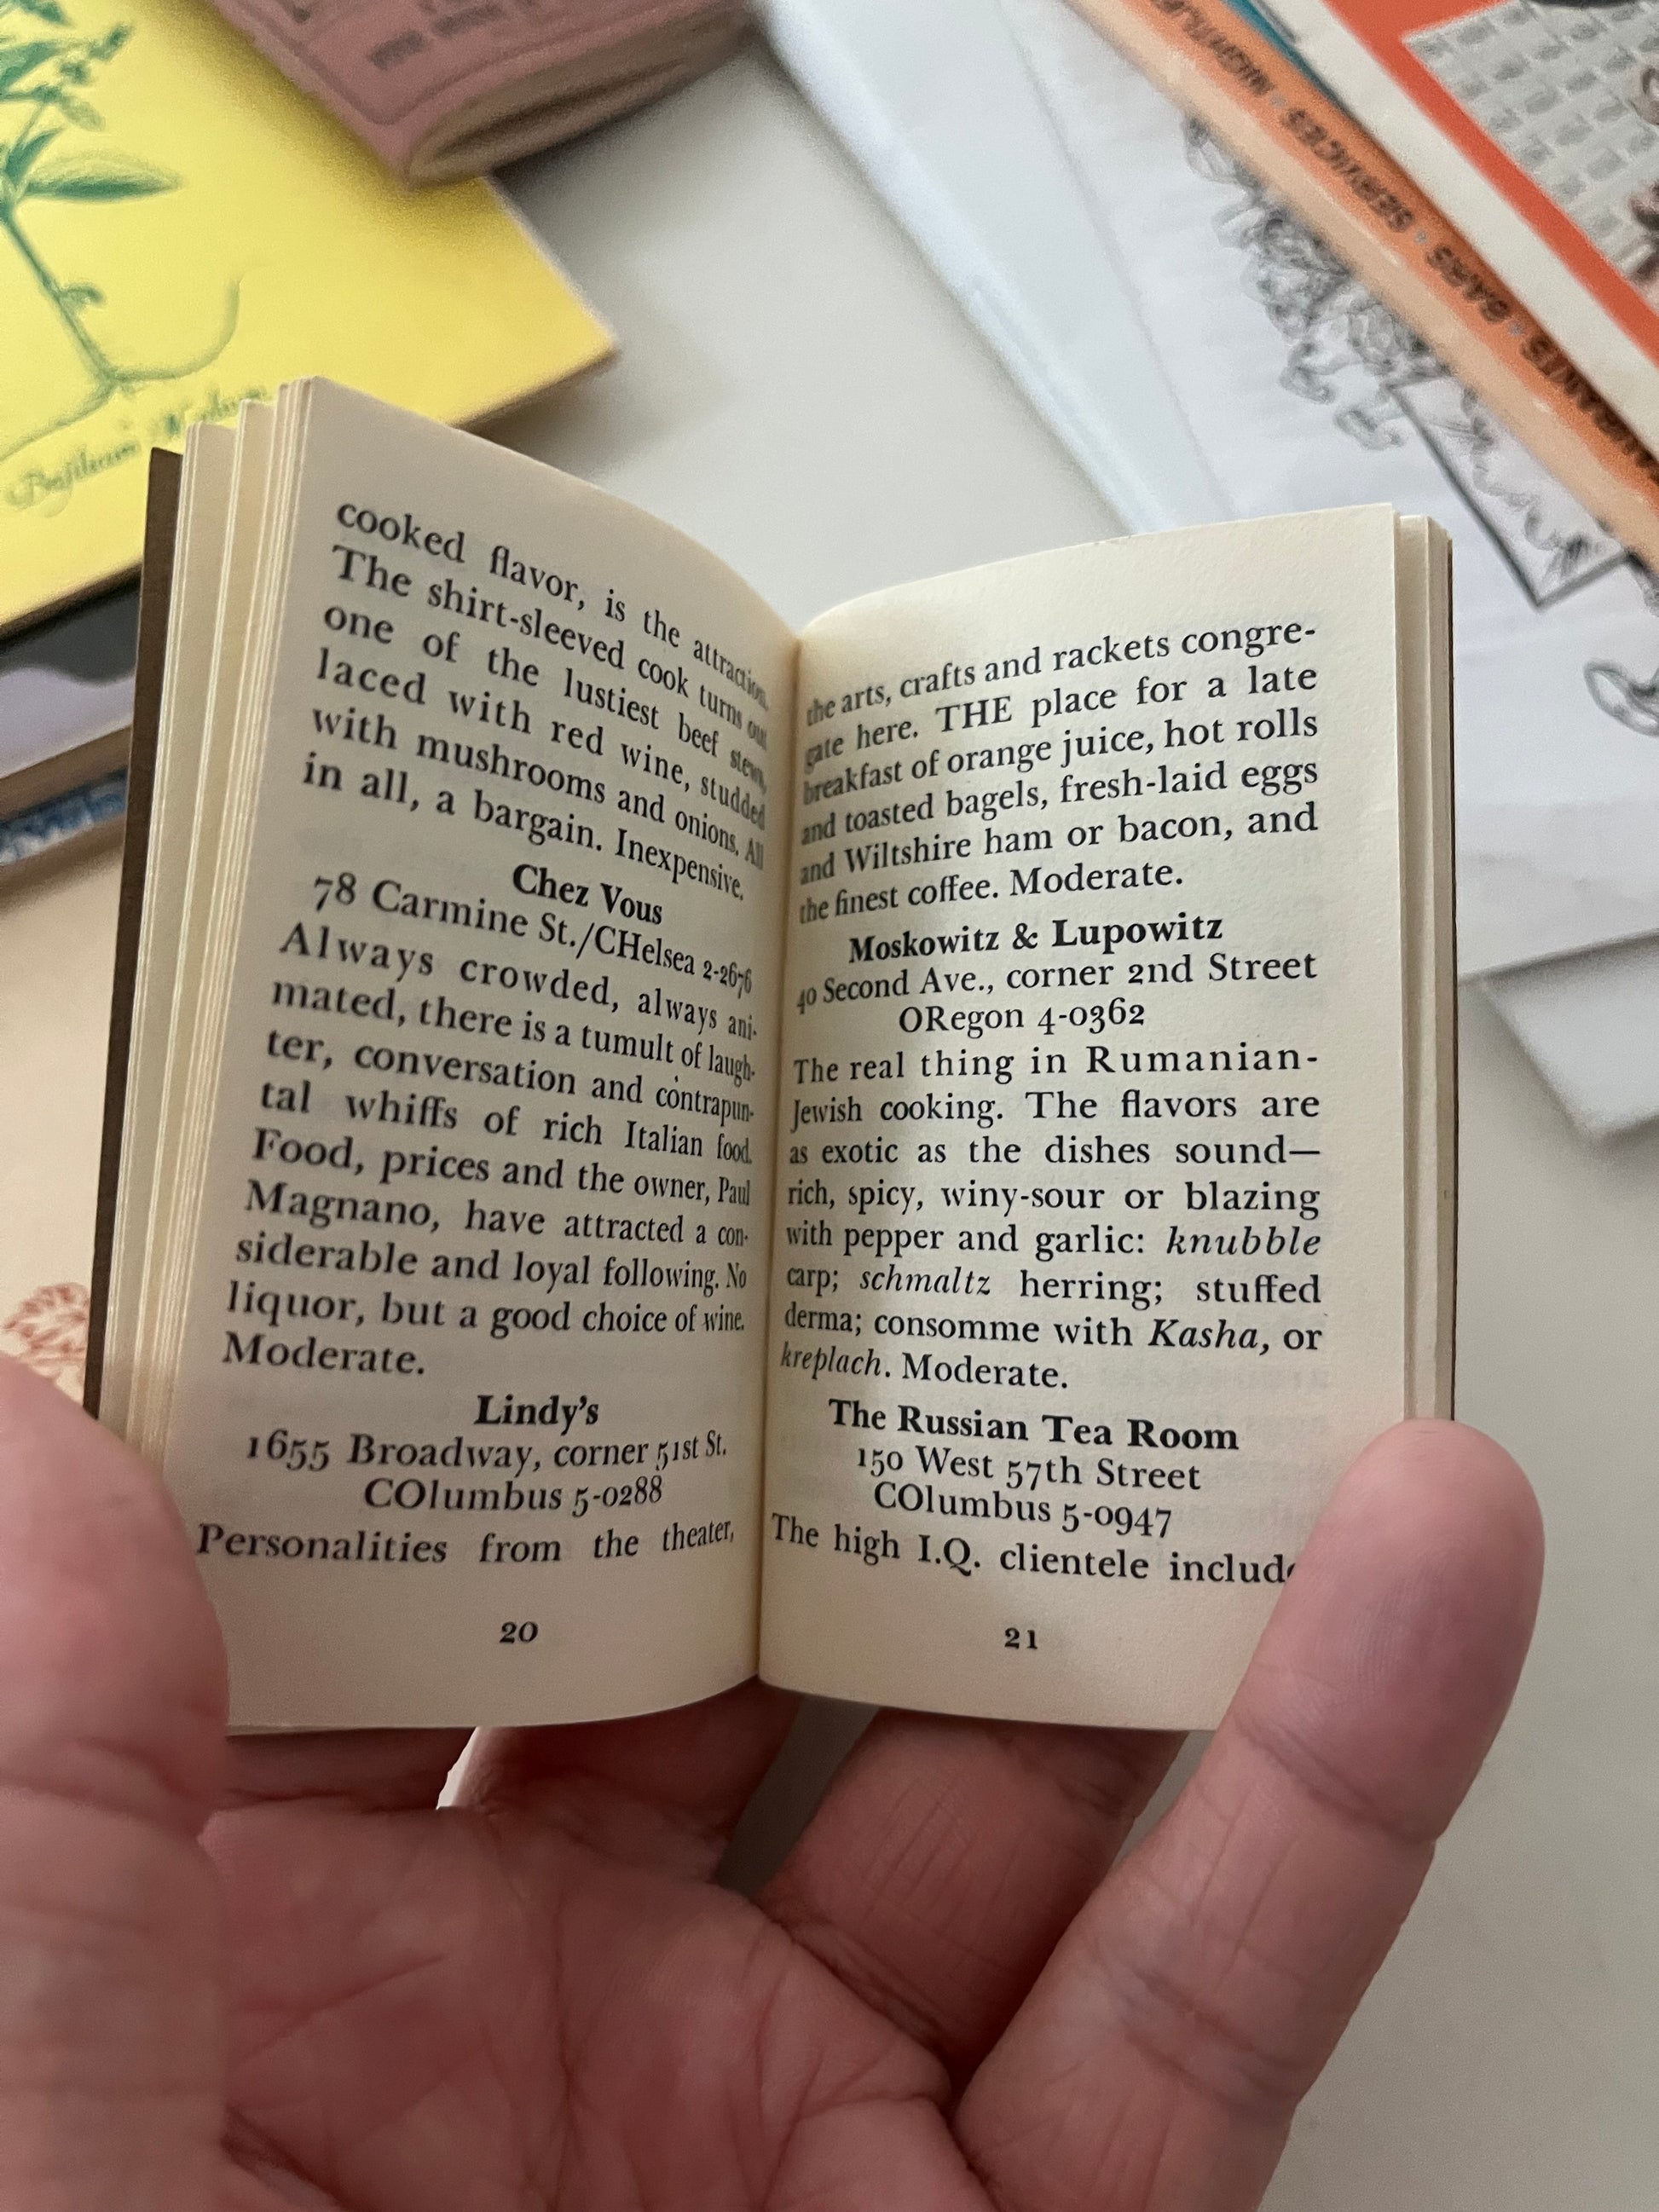 cooked flavor, is the attraction.
The shirt-sleeved cook turns out
one of the lustiest beef stews,
laced with red wine, studded
with mushrooms and onions. All
in all, a bargain. Inexpensive.
Chez Vous
78 Carmine St./CHelsea 2-2676
Always crowded, always ani-
mated, there is a tumult of laugh-
ter, conversation and contrapun-
tal whiffs of rich Italian food.
Food, prices and the owner, Paul
Magnano, have attracted a con-
siderable and loyal following. No
liquor, but a good choice of wine.
Moderate.
Lindy's
1655 Broadway, corner 51st St.
COlumbus 5-0288
Personalities from the theater,
20
the arts, crafts and rackets congre-
gate here. THE place for a late
breakfast of orange juice, hot rolls
and toasted bagels, fresh-laid eggs
and Wiltshire ham or bacon, and
the finest coffee. Moderate.
Moskowitz & Lupowitz
40 Second Ave., corner 2nd Street
ORegon 4-0362
The real thing in Rumanian-
Jewish cooking. The flavors are
as exotic as the dishes sound—
rich, spicy, winy-sour or blazing
with pepper and garlic: knubble
carp; schmaltz herring; stuffed
derma; consomme with Kasha, or
kreplach. Moderate.
The Russian Tea Room
150 West 57th Street
COlumbus 5-0947
The high I.Q. clientele include
21
SERVICES * BARS